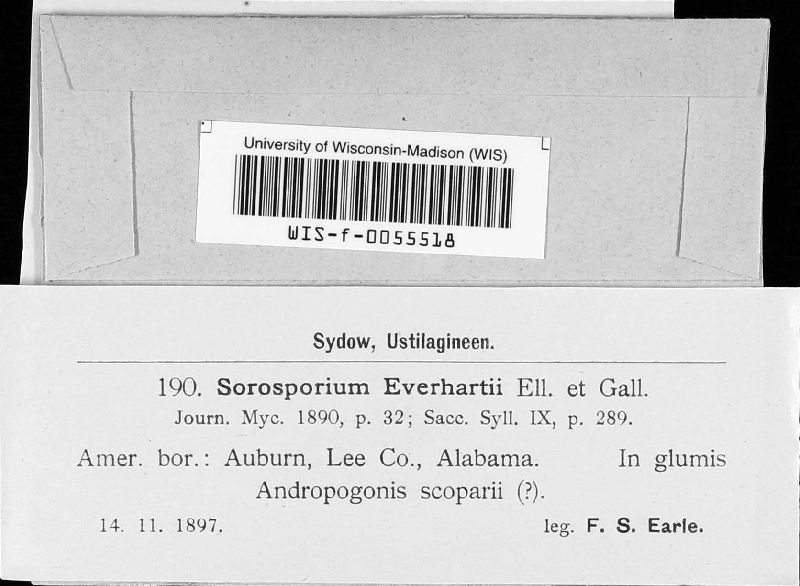 University of Wisconsin-Madison (WIS)
WIS-f-0055518
Sydow, Ustilagineen.
190. Sorosporium Everhartii Ell. et Gall.
Journ. Myc. 1890, p. 32; Sacc. Syll. IX, p. 289.
Amer. bor.: Auburn, Lee Co., Alabama. In glumis
Andropogonis scoparii (?).
14. 11. 1897. leg. F. S. Earle.